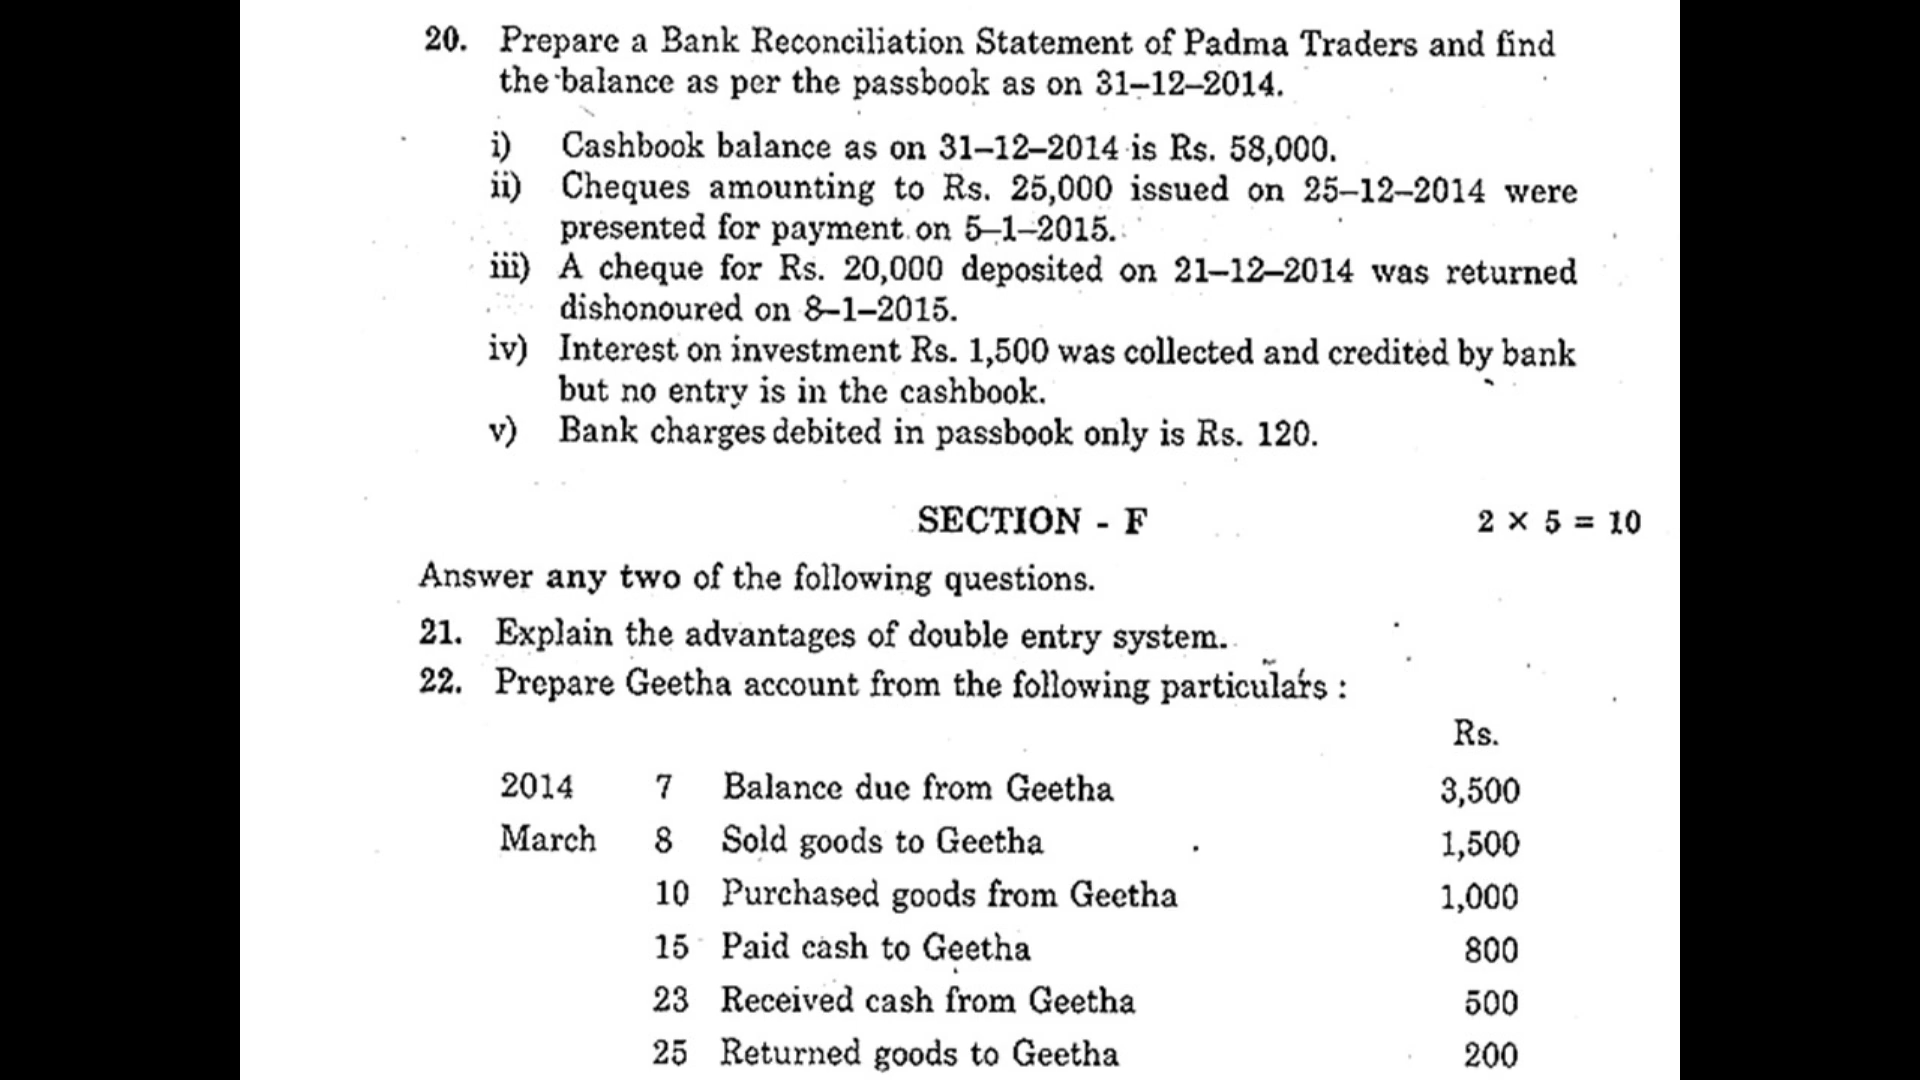 20. Prepare a Bank Reconciliation Statement of Padma Traders and find
the balance as per the passbook as on 31–12–2014.
i) Cashbook balance as on 31–12–2014 is Rs. 58,000.
ii) Cheques amounting to Rs. 25,000 issued on 25–12–2014 were
presented for payment on 5–1–2015.
iii) A cheque for Rs. 20,000 deposited on 21–12–2014 was returned
dishonoured on 8–1–2015.
iv) Interest on investment Rs. 1,500 was collected and credited by bank
but no entry is in the cashbook.
v) Bank charges debited in passbook only is Rs. 120.
SECTION - F 2 × 5 = 10
Answer any two of the following questions.
21. Explain the advantages of double entry system.
22. Prepare Geetha account from the following particulars :
Rs.
2014 7 Balance due from Geetha 3,500
March 8 Sold goods to Geetha 1,500
10 Purchased goods from Geetha 1,000
15 Paid cash to Geetha 800
23 Received cash from Geetha 500
25 Returned goods to Geetha 200